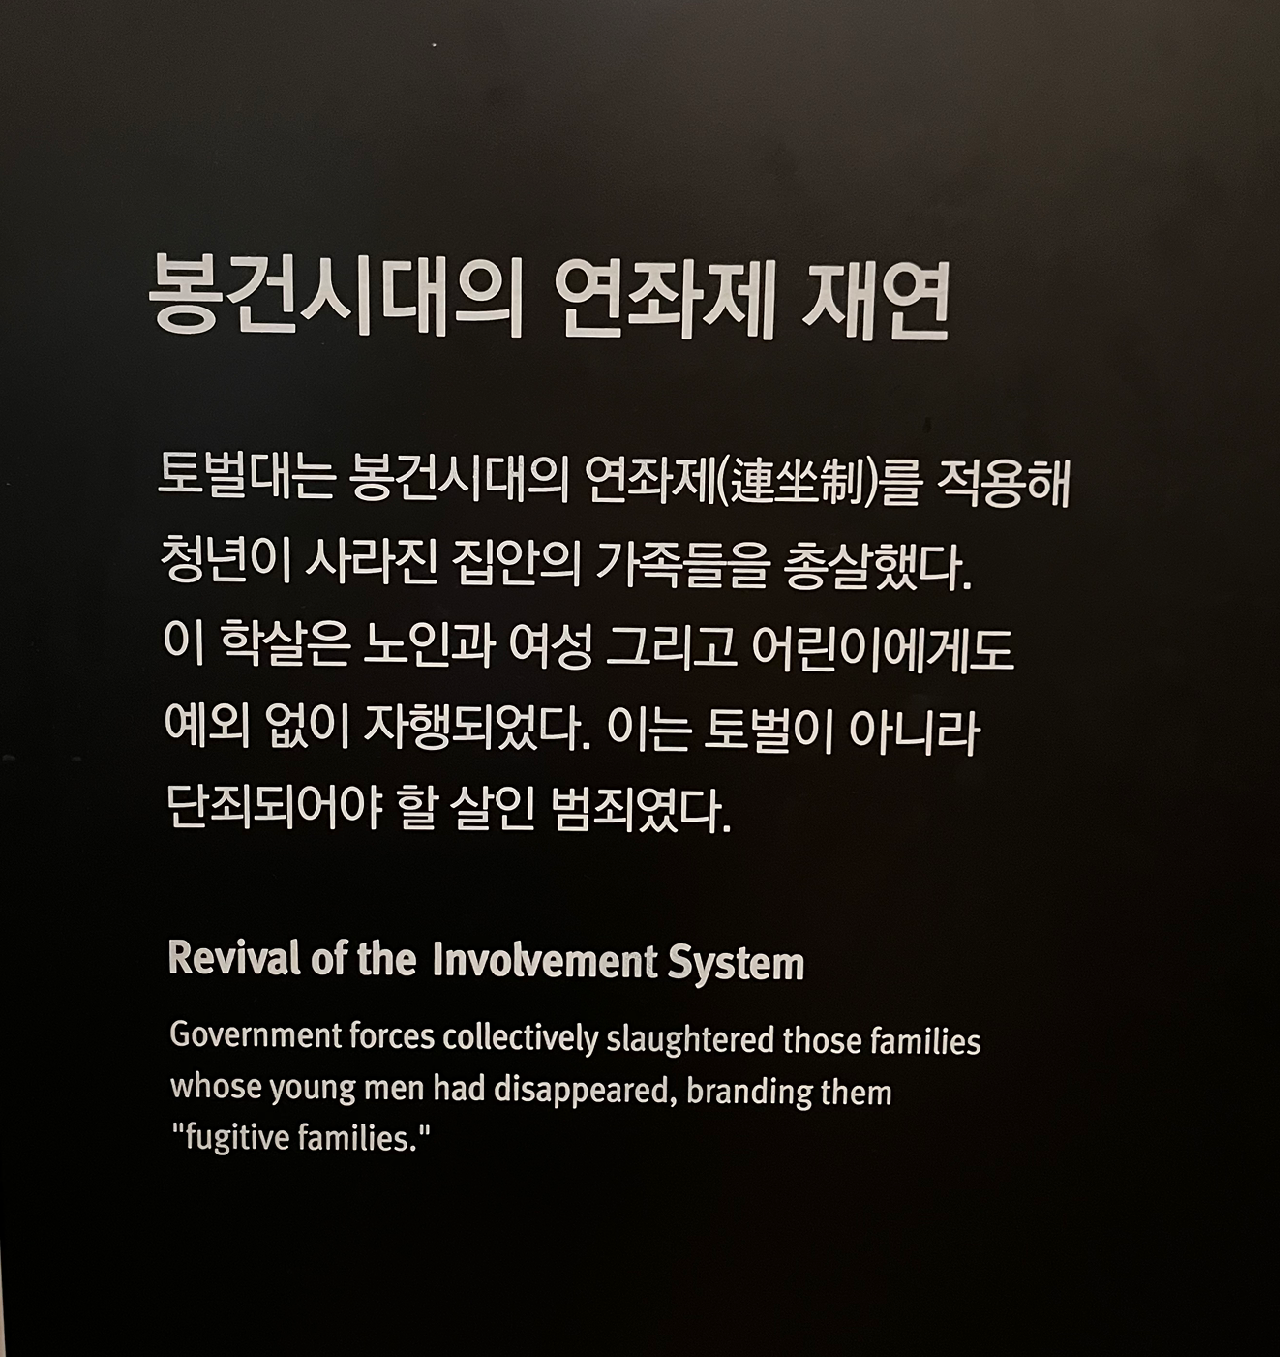 봉건시대의 연좌제 재연
토벌대는 봉건시대의 연좌제(連坐制)를 적용해
청년이 사라진 집안의 가족들을 총살했다.
이 학살은 노인과 여성 그리고 어린이에게도
예외 없이 자행되었다. 이는 토벌이 아니라
단죄되어야 할 살인 범죄였다.
Revival of the Involvement System
Government forces collectively slaughtered those families
whose young men had disappeared, branding them
"fugitive families."